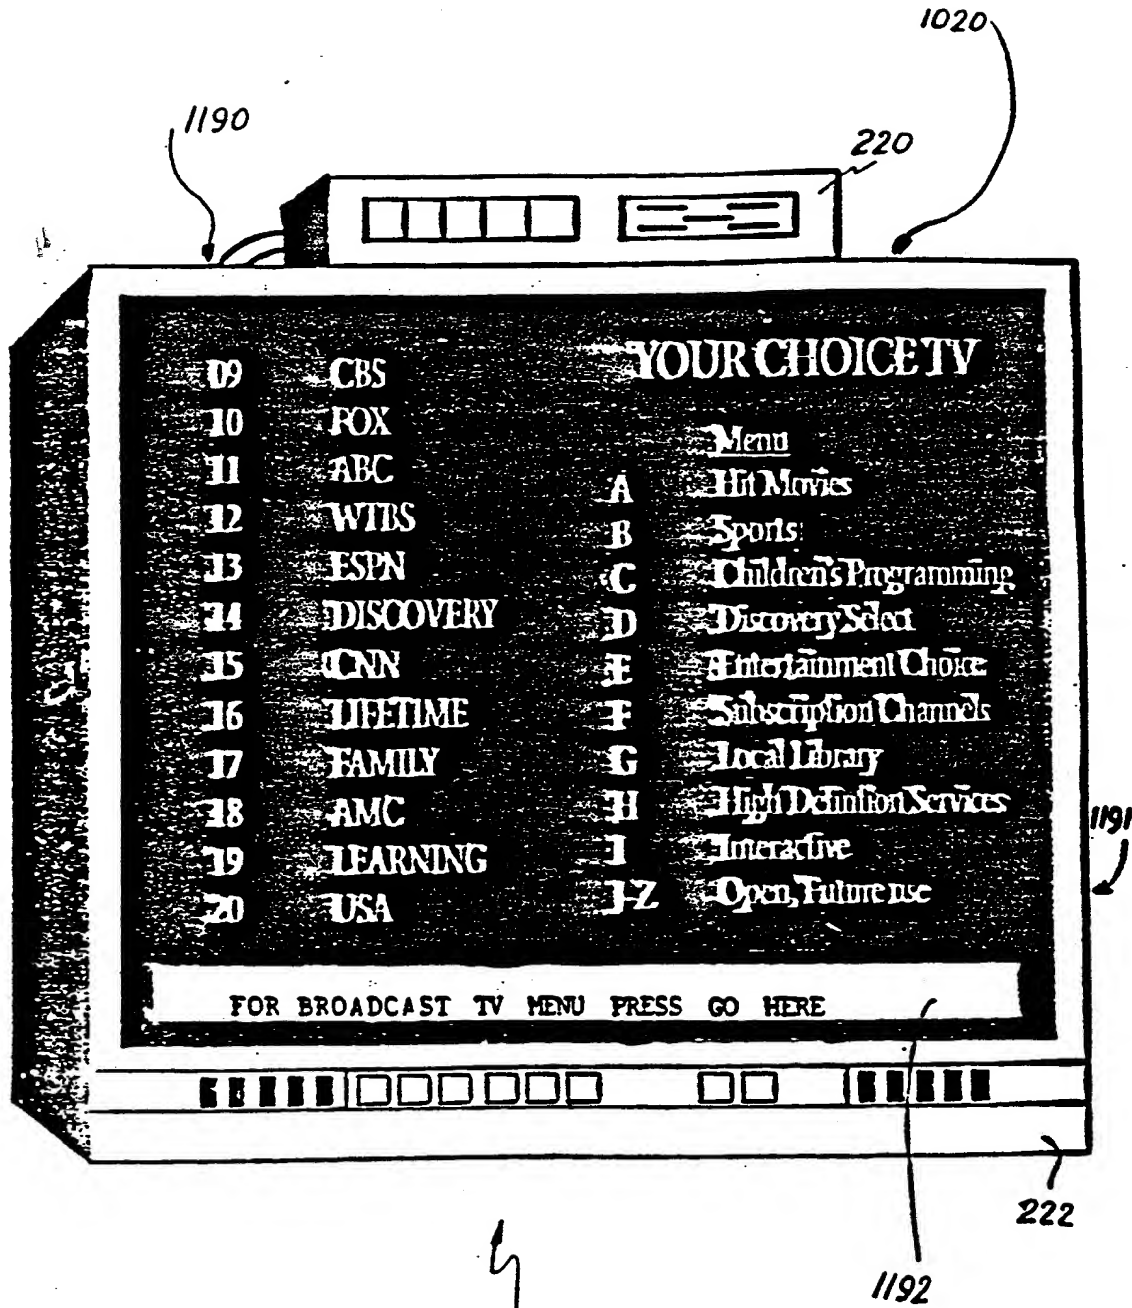 1020
1190
220
09 CBS
10 FOX
11 ABC
12 WTBS
13 ESPN
14 DISCOVERY
15 CNN
16 LIFETIME
17 FAMILY
18 AMC
19 LEARNING
20 USA
YOUR CHOICE TV
Menu
A Hit Movies
B Sports
C Children's Programming
D Discovery Select
E Entertainment Choice
F Subscription Channels
G Local Library
H High Definition Services
I Interactive
J-Z Open, Future use
1191
FOR BROADCAST TV MENU PRESS GO HERE
222
1192